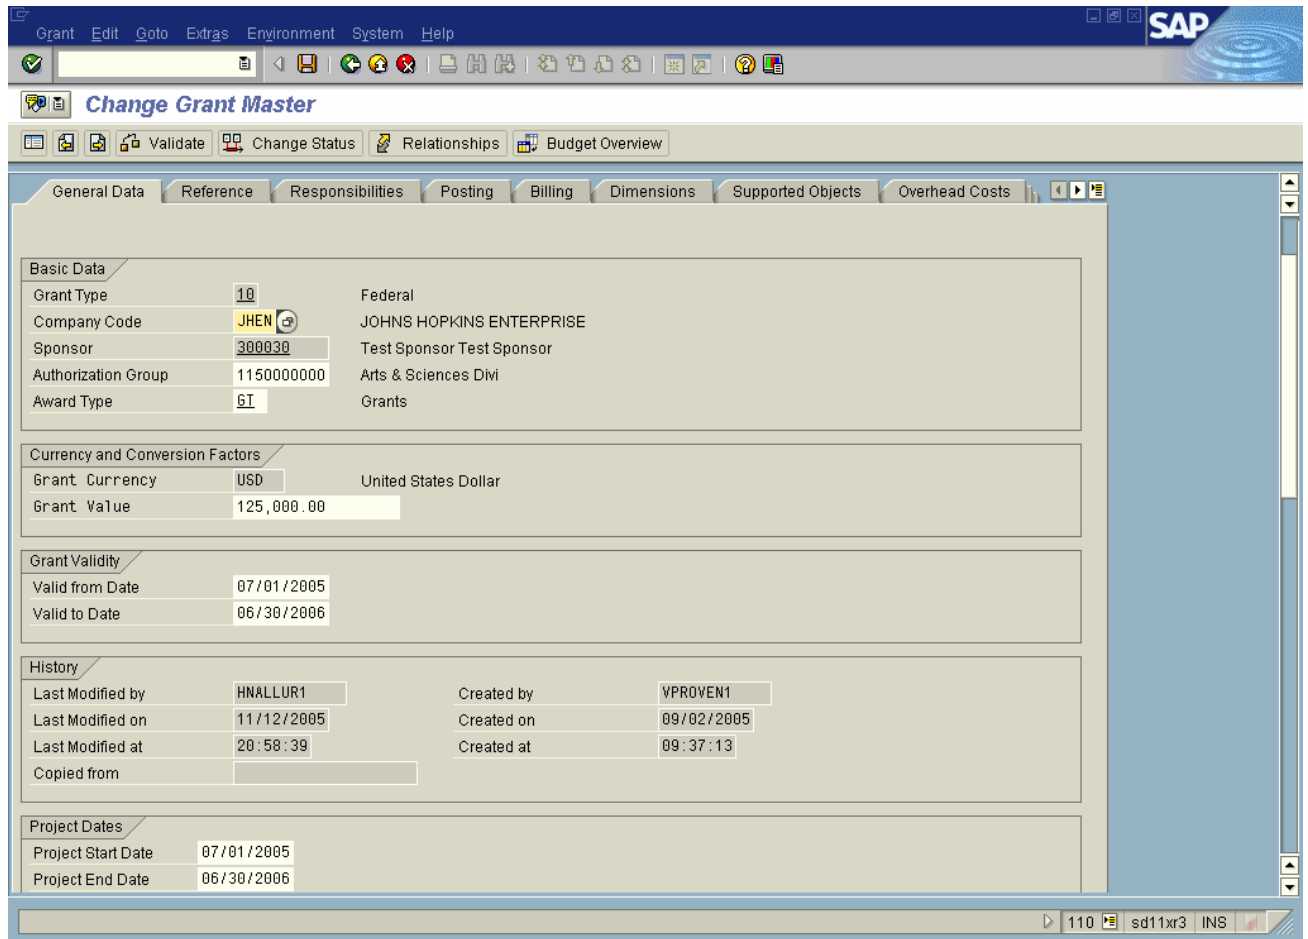 Grant Edit Goto Extras Environment System Help
SAP
Change Grant Master
Validate Change Status Relationships Budget Overview
General Data Reference Responsibilities Posting Billing Dimensions Supported Objects Overhead Costs
Basic Data
Grant Type 10 Federal
Company Code JHEN JOHNS HOPKINS ENTERPRISE
Sponsor 300030 Test Sponsor Test Sponsor
Authorization Group 1150000000 Arts & Sciences Divi
Award Type GT Grants
Currency and Conversion Factors
Grant Currency USD United States Dollar
Grant Value 125,000.00
Grant Validity
Valid from Date 07/01/2005
Valid to Date 06/30/2006
History
Last Modified by HNALLUR1 Created by VPROVEN1
Last Modified on 11/12/2005 Created on 09/02/2005
Last Modified at 20:58:39 Created at 09:37:13
Copied from
Project Dates
Project Start Date 07/01/2005
Project End Date 06/30/2006
110 sd11xr3 INS